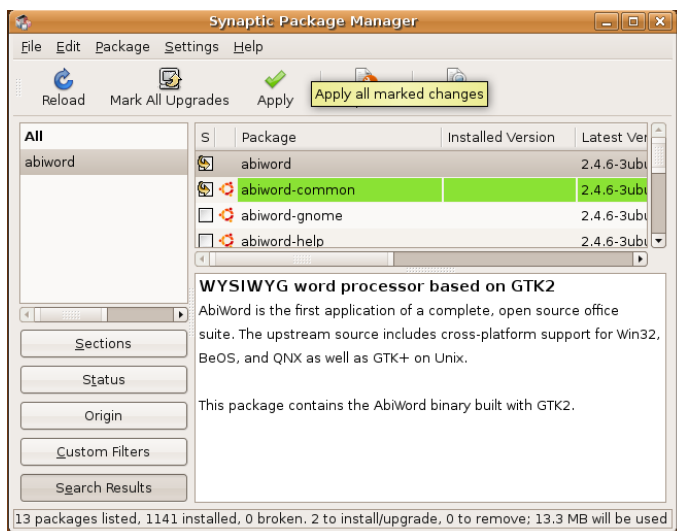 Synaptic Package Manager
File Edit Package Settings Help
Reload Mark All Upgrades Apply
Apply all marked changes
All
abiword
S Package Installed Version Latest Ver
abiword 2.4.6-3ubu
abiword-common 2.4.6-3ubu
abiword-gnome 2.4.6-3ubu
abiword-help 2.4.6-3ubu
WYSIWYG word processor based on GTK2
AbiWord is the first application of a complete, open source office
suite. The upstream source includes cross-platform support for Win32,
BeOS, and QNX as well as GTK+ on Unix.
This package contains the AbiWord binary built with GTK2.
Sections
Status
Origin
Custom Filters
Search Results
13 packages listed, 1141 installed, 0 broken. 2 to install/upgrade, 0 to remove; 13.3 MB will be used